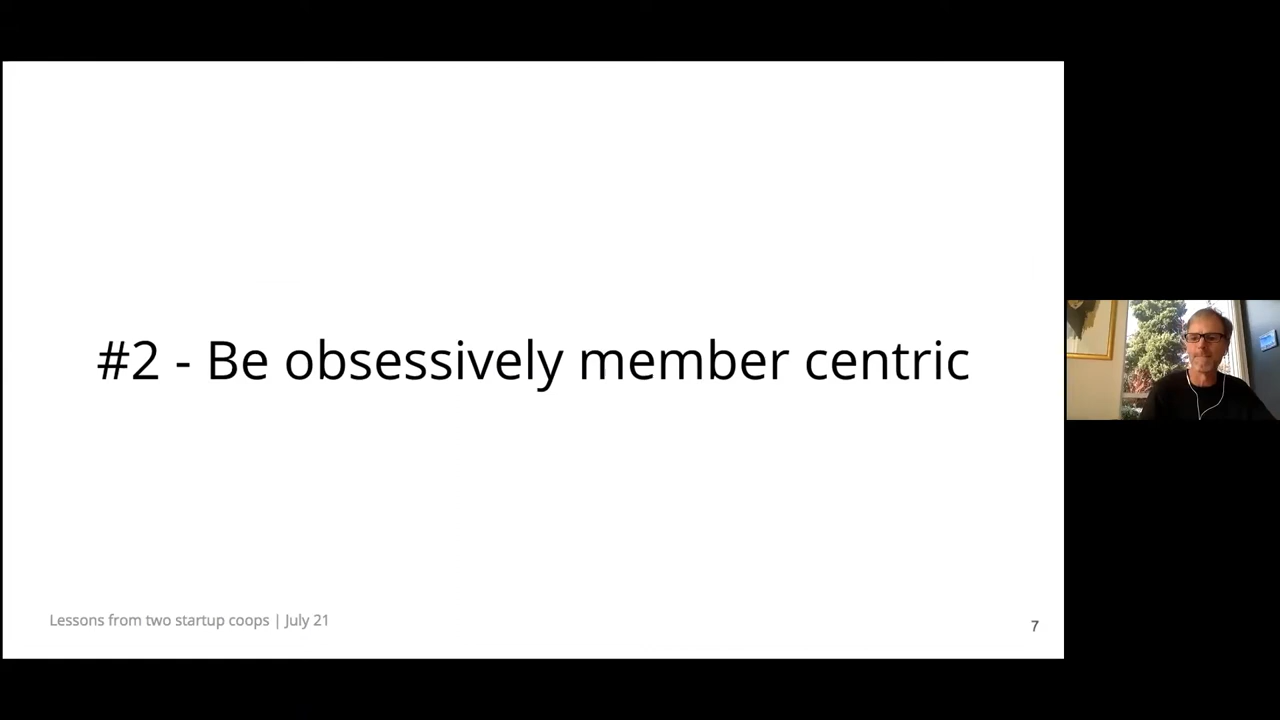 #2 - Be obsessively member centric
Lessons from two startup coops | July 21
7